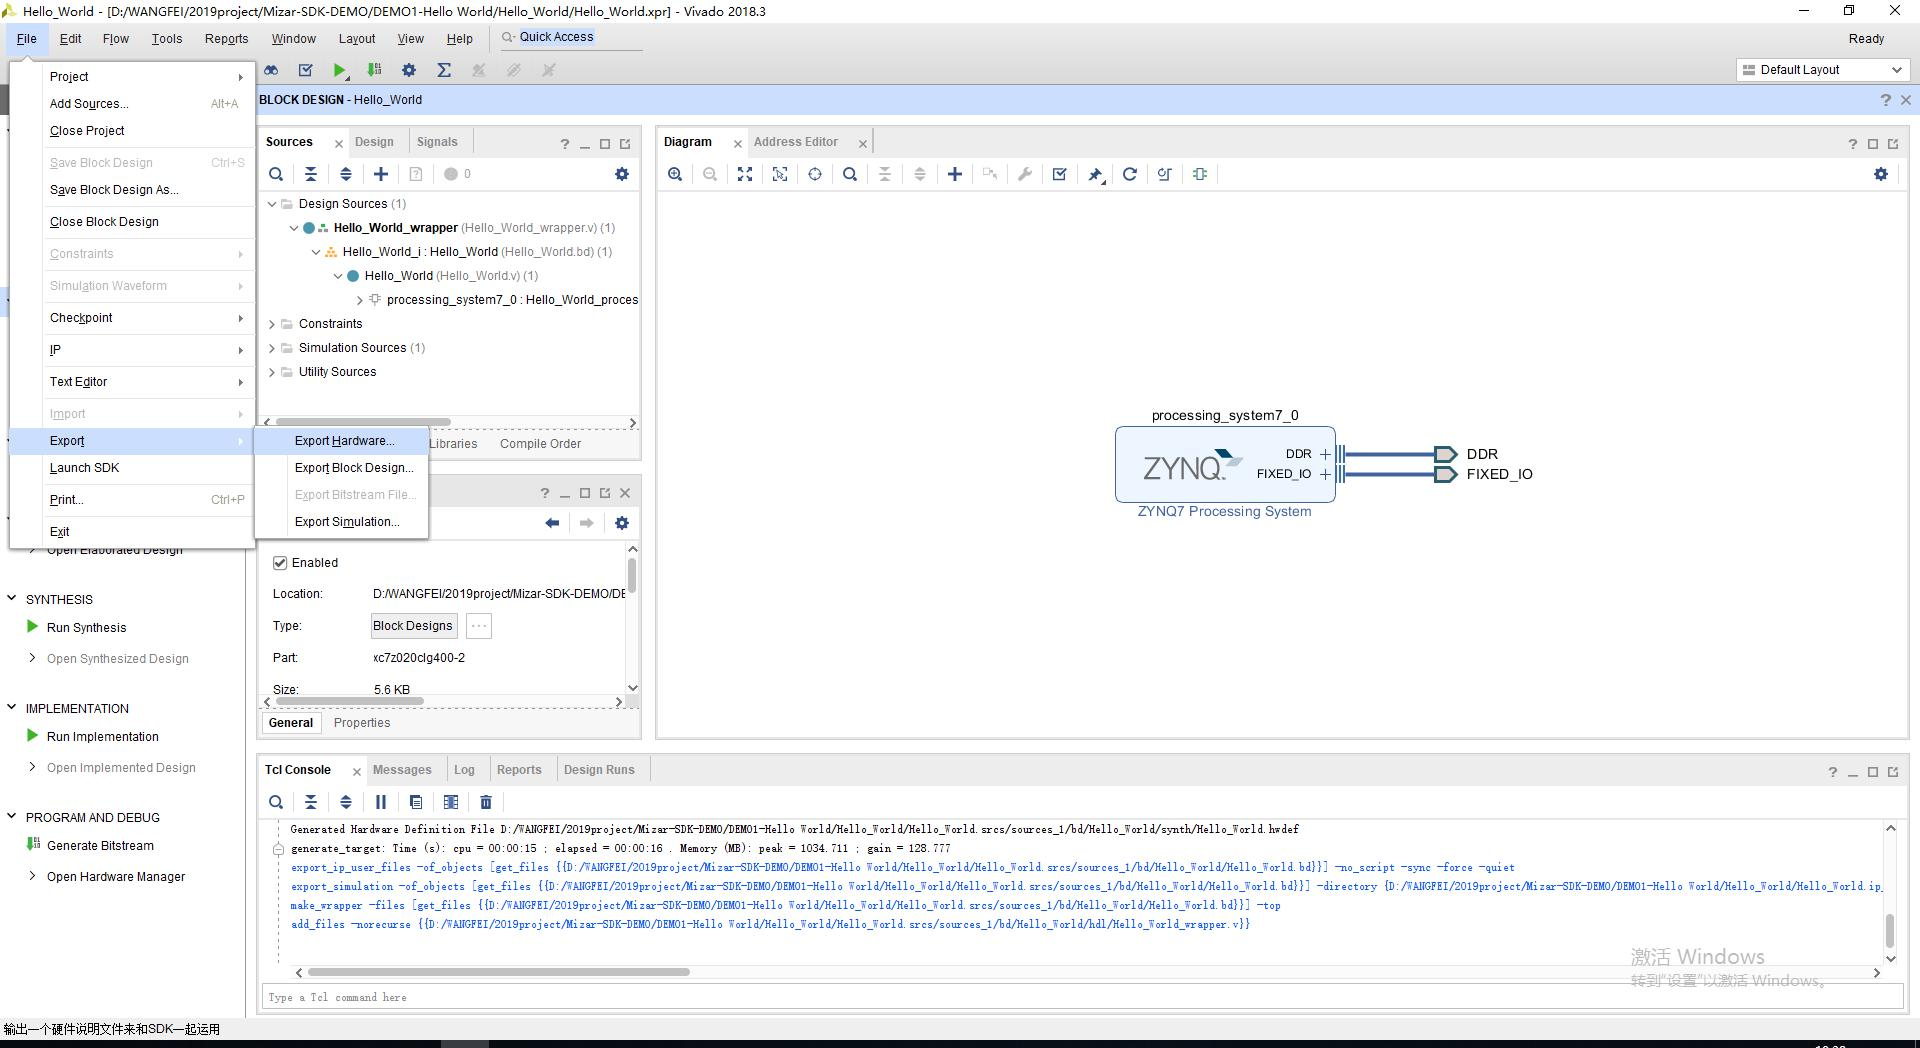 Hello_World - [D:/WANGFEI/2019project/Mizar-SDK-DEMO/DEMO1-Hello World/Hello_World/Hello_World.xpr] - Vivado 2018.3
File Edit Flow Tools Reports Window Layout View Help Quick Access Ready
Default Layout
Project
Add Sources... Alt+A
Close Project
Save Block Design Ctrl+S
Save Block Design As...
Close Block Design
Constraints
Simulation Waveform
Checkpoint
IP
Text Editor
Import
Export
Launch SDK
Print... Ctrl+P
Exit
Export Hardware...
Export Block Design...
Export Bitstream File...
Export Simulation...
Open Elaborated Design
SYNTHESIS
Run Synthesis
Open Synthesized Design
IMPLEMENTATION
Run Implementation
Open Implemented Design
PROGRAM AND DEBUG
Generate Bitstream
Open Hardware Manager
BLOCK DESIGN - Hello_World
Sources Design Signals
0
Design Sources (1)
Hello_World_wrapper (Hello_World_wrapper.v) (1)
Hello_World_i : Hello_World (Hello_World.bd) (1)
Hello_World (Hello_World.v) (1)
processing_system7_0 : Hello_World_proces
Constraints
Simulation Sources (1)
Utility Sources
Libraries Compile Order
Enabled
Location: D:/WANGFEI/2019project/Mizar-SDK-DEMO/DE
Type: Block Designs ...
Part: xc7z020clg400-2
Size: 5.6 KB
General Properties
Diagram Address Editor
processing_system7_0
ZYNQ
DDR
FIXED_IO
DDR
FIXED_IO
ZYNQ7 Processing System
Tcl Console Messages Log Reports Design Runs
Generated Hardware Definition File D:/WANGFEI/2019project/Mizar-SDK-DEMO/DEMO1-Hello World/Hello_World/Hello_World.srcs/sources_1/bd/Hello_World/synth/Hello_World.hwdef
generate_target: Time (s): cpu = 00:00:15 ; elapsed = 00:00:16 . Memory (MB): peak = 1034.711 ; gain = 128.777
export_ip_user_files -of_objects [get_files {{D:/WANGFEI/2019project/Mizar-SDK-DEMO/DEMO1-Hello World/Hello_World/Hello_World.srcs/sources_1/bd/Hello_World/Hello_World.bd}}] -no_script -sync -force -quiet
export_simulation -of_objects [get_files {{D:/WANGFEI/2019project/Mizar-SDK-DEMO/DEMO1-Hello World/Hello_World/Hello_World.srcs/sources_1/bd/Hello_World/Hello_World.bd}}] -directory {D:/WANGFEI/2019project/Mizar-SDK-DEMO/DEMO1-Hello World/Hello_World/Hello_World.ip_
make_wrapper -files [get_files {{D:/WANGFEI/2019project/Mizar-SDK-DEMO/DEMO1-Hello World/Hello_World/Hello_World.srcs/sources_1/bd/Hello_World/Hello_World.bd}}] -top
add_files -norecurse {{D:/WANGFEI/2019project/Mizar-SDK-DEMO/DEMO1-Hello World/Hello_World/Hello_World.srcs/sources_1/bd/Hello_World/hdl/Hello_World_wrapper.v}}
激活 Windows
转到“设置”以激活 Windows。
Type a Tcl command here
输出一个硬件说明文件来和SDK一起运用